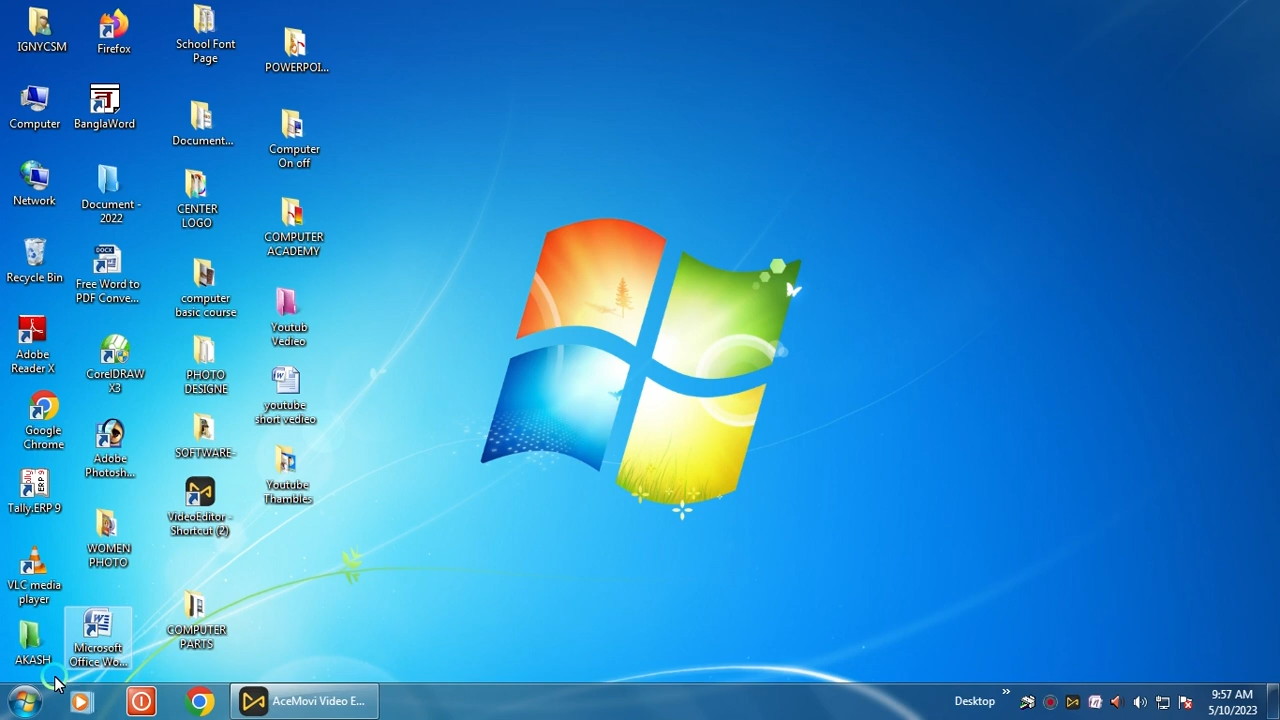 IGNYCSM
Computer
Network
Recycle Bin
Adobe
Reader X
Google
Chrome
Tally.ERP 9
VLC media
player
AKASH
Firefox
BanglaWord
Document -
2022
DOCX
Free Word to
PDF Conve...
CorelDRAW
X3
Adobe
Photosh...
WOMEN
PHOTO
Microsoft
Office Wo...
School Font
Page
Document...
CENTER
LOGO
computer
basic course
PHOTO
DESIGNE
SOFTWARE-
VideoEditor -
Shortcut (2)
COMPUTER
PARTS
POWERPOI...
Computer
On off
COMPUTER
ACADEMY
Youtub
Vedieo
youtube
short vedieo
Youtube
Thambles
AceMovi Video E...
Desktop
9:57 AM
5/10/2023